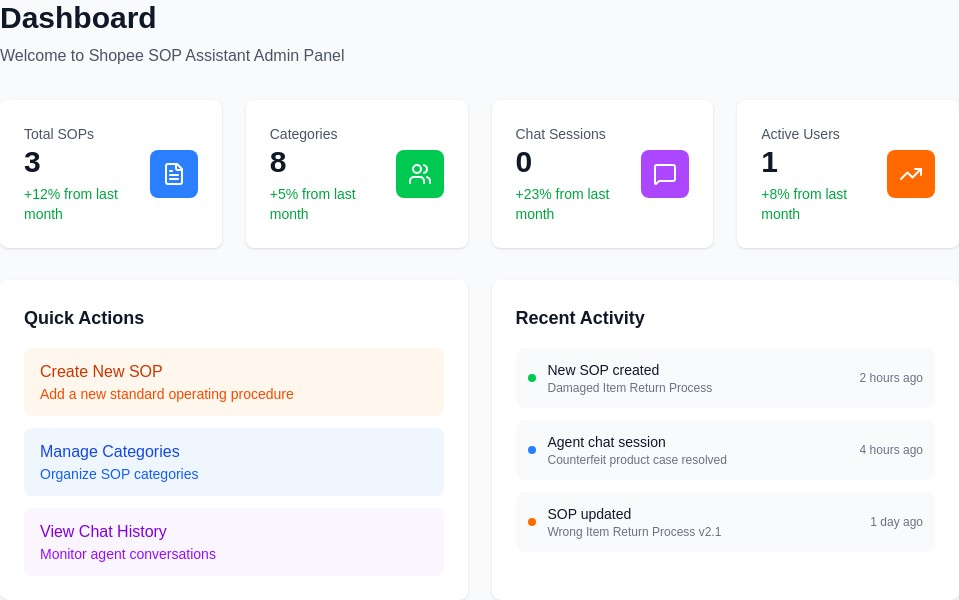 Dashboard
Welcome to Shopee SOP Assistant Admin Panel
Total SOPs
3
+12% from last
month
Categories
8
+5% from last
month
Chat Sessions
0
+23% from last
month
Active Users
1
+8% from last
month
Quick Actions
Create New SOP
Add a new standard operating procedure
Manage Categories
Organize SOP categories
View Chat History
Monitor agent conversations
Recent Activity
New SOP created
Damaged Item Return Process
2 hours ago
Agent chat session
Counterfeit product case resolved
4 hours ago
SOP updated
Wrong Item Return Process v2.1
1 day ago